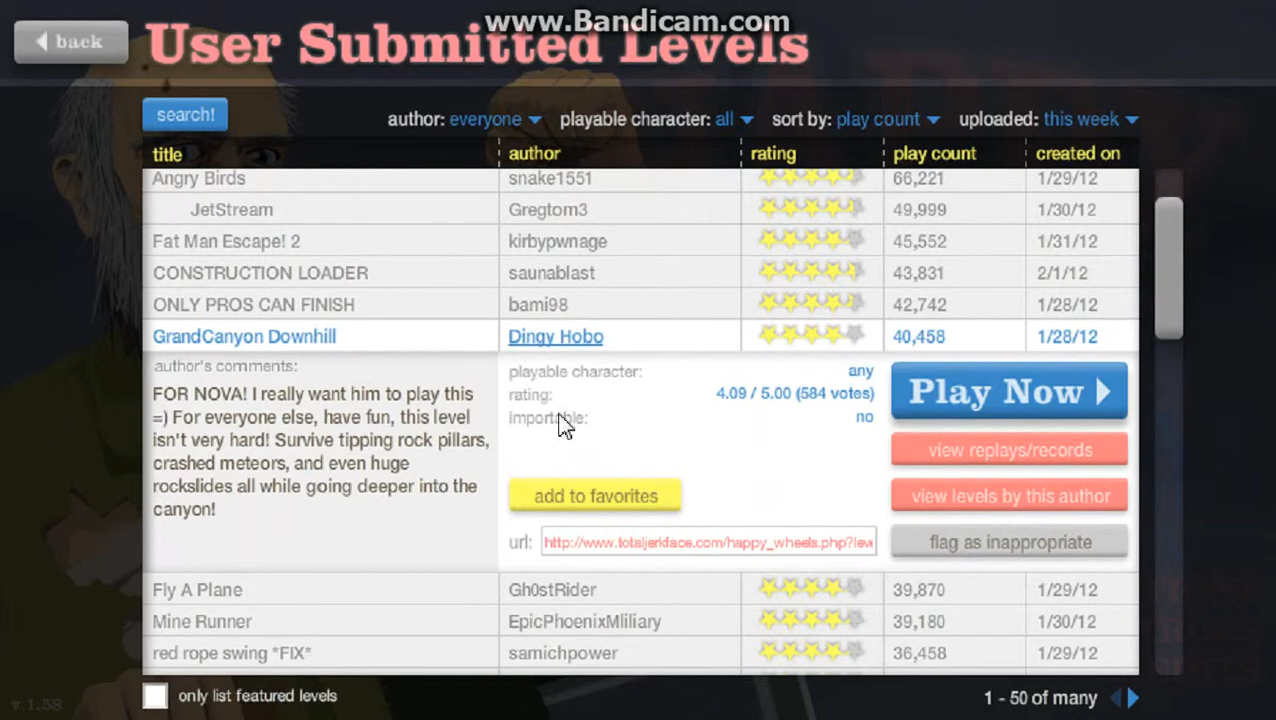 www.Bandicam.com
back
User Submitted Levels
search!
author: everyone playable character: all sort by: play count uploaded: this week
title author rating play count created on
Angry Birds snake1551 66,221 1/29/12
JetStream Gregtom3 49,999 1/30/12
Fat Man Escape! 2 kirbypwnage 45,552 1/31/12
CONSTRUCTION LOADER saunablast 43,831 2/1/12
ONLY PROS CAN FINISH bami98 42,742 1/28/12
GrandCanyon Downhill Dingy Hobo 40,458 1/28/12
author's comments:
FOR NOVA! I really want him to play this
=) For everyone else, have fun, this level
isn't very hard! Survive tipping rock pillars,
crashed meteors, and even huge
rockslides all while going deeper into the
canyon!
playable character: any
rating: 4.09 / 5.00 (584 votes)
importable: no
add to favorites
url: http://www.totaljerkface.com/happy_wheels.php?leve
Play Now
view replays/records
view levels by this author
flag as inappropriate
Fly A Plane Gh0stRider 39,870 1/29/12
Mine Runner EpicPhoenixMliliary 39,180 1/30/12
red rope swing *FIX* samichpower 36,458 1/29/12
only list featured levels
1 - 50 of many
v 1.58